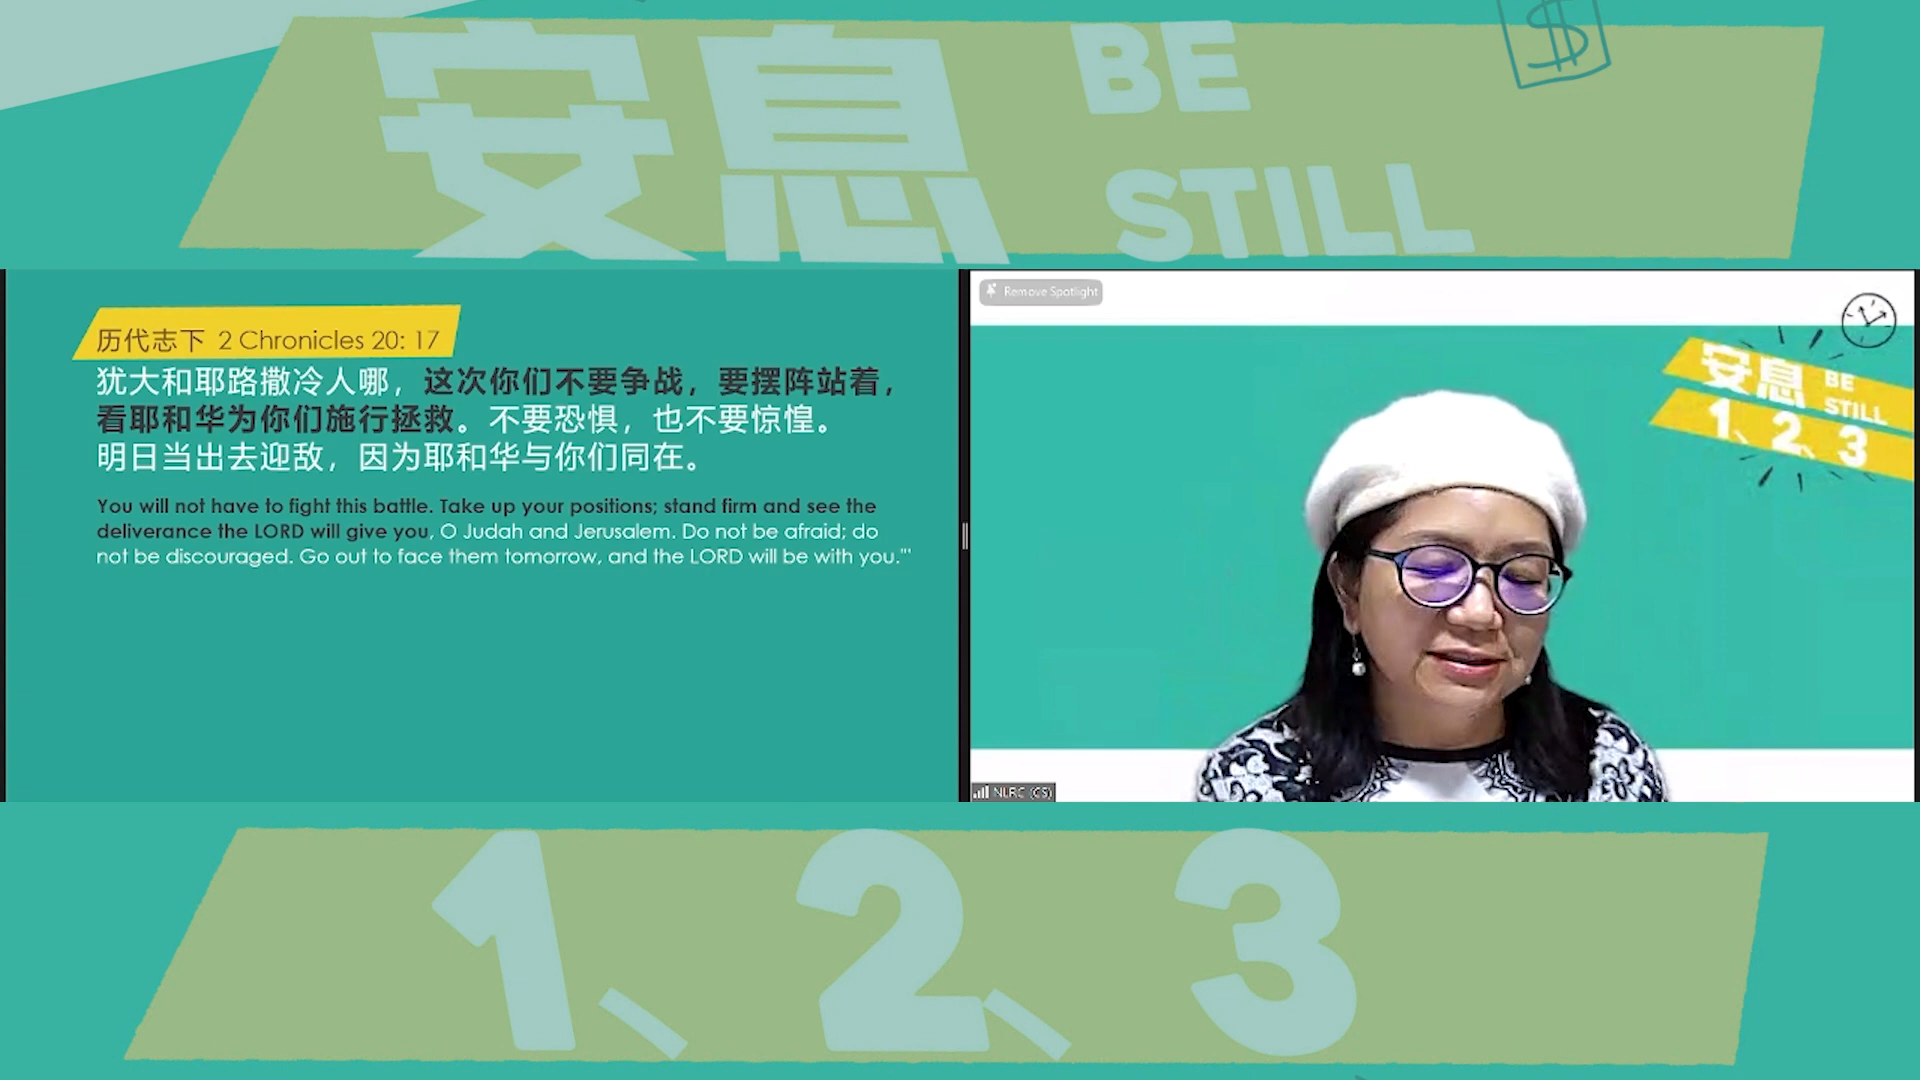 安息 BE
STILL
历代志下 2 Chronicles 20: 17
犹大和耶路撒冷人哪，这次你们不要争战，要摆阵站着，
看耶和华为你们施行拯救。不要恐惧，也不要惊惶。
明日当出去迎敌，因为耶和华与你们同在。
You will not have to fight this battle. Take up your positions; stand firm and see the
deliverance the LORD will give you, O Judah and Jerusalem. Do not be afraid; do
not be discouraged. Go out to face them tomorrow, and the LORD will be with you."'
Remove Spotlight
安息 BE
STILL
1、2、3
NLRC (CS)
1、2、3